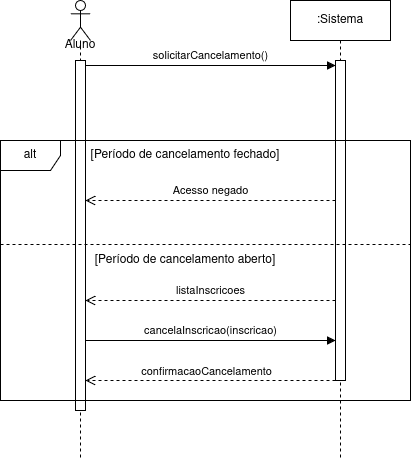 Aluno
:Sistema
solicitarCancelamento()
alt
[Período de cancelamento fechado]
Acesso negado
[Período de cancelamento aberto]
listaInscricoes
cancelaInscricao(inscricao)
confirmacaoCancelamento